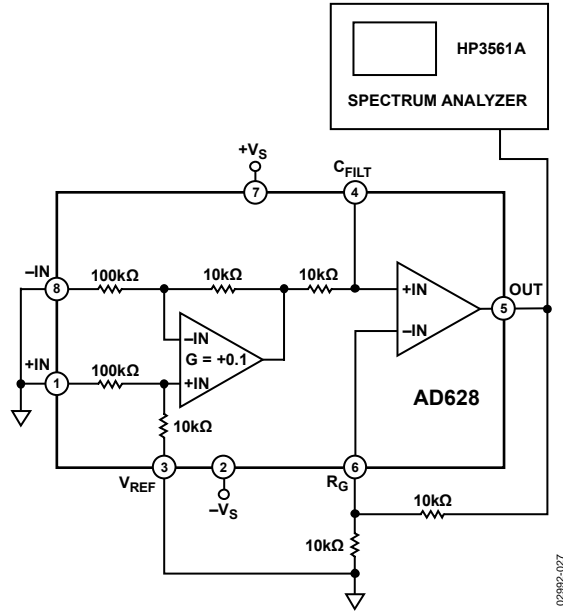 HP3561A
SPECTRUM ANALYZER
+VS
CFILT
7
4
–IN
100kΩ
10kΩ
10kΩ
+IN
OUT
8
5
–IN
–IN
G = +0.1
+IN
100kΩ
+IN
1
AD628
10kΩ
3
2
6
VREF
–VS
RG
10kΩ
10kΩ
02992-027